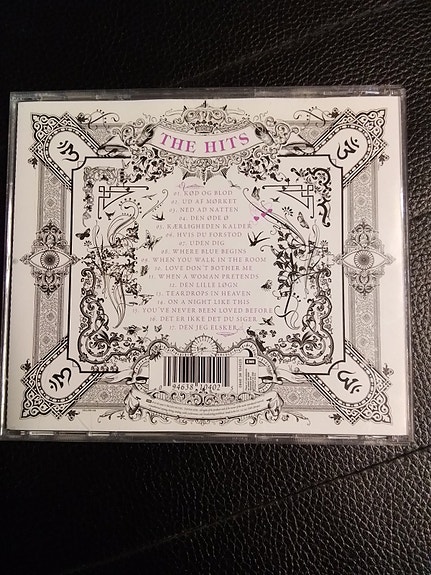 THE HITS
01. KØD OG BLOD
02. UD AF MØRKET
03. NED AD NATTEN
04. DEN ØDE Ø
05. KÆRLIGHEDEN KALDER
06. HVIS DU FORSTOD
07. UDEN DIG
08. WHERE BLUE BEGINS
09. WHEN YOU WALK IN THE ROOM
10. LOVE DON'T BOTHER ME
11. WHEN A WOMAN PRETENDS
12. DEN LILLE LØGN
13. TEARDROPS IN HEAVEN
14. ON A NIGHT LIKE THIS
15. YOU'VE NEVER BEEN LOVED BEFORE
16. DET ER IKKE DET DU SIGER
17. DEN JEG ELSKER
EMI